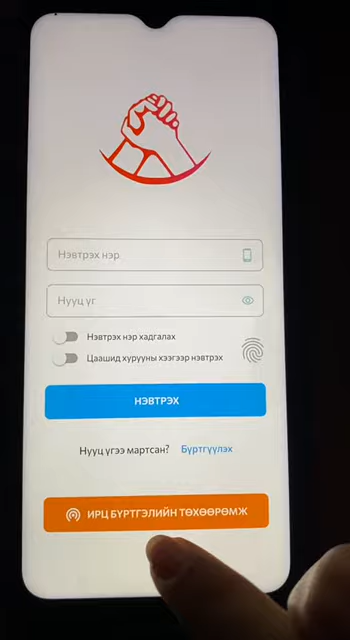 Нэвтрэх нэр
Нууц үг
Нэвтрэх нэр хадгалах
Цаашид хурууны хээгээр нэвтрэх
НЭВТРЭХ
Нууц үгээ мартсан? Бүртгүүлэх
ИРЦ БҮРТГЭЛИЙН ТӨХӨӨРӨМЖ